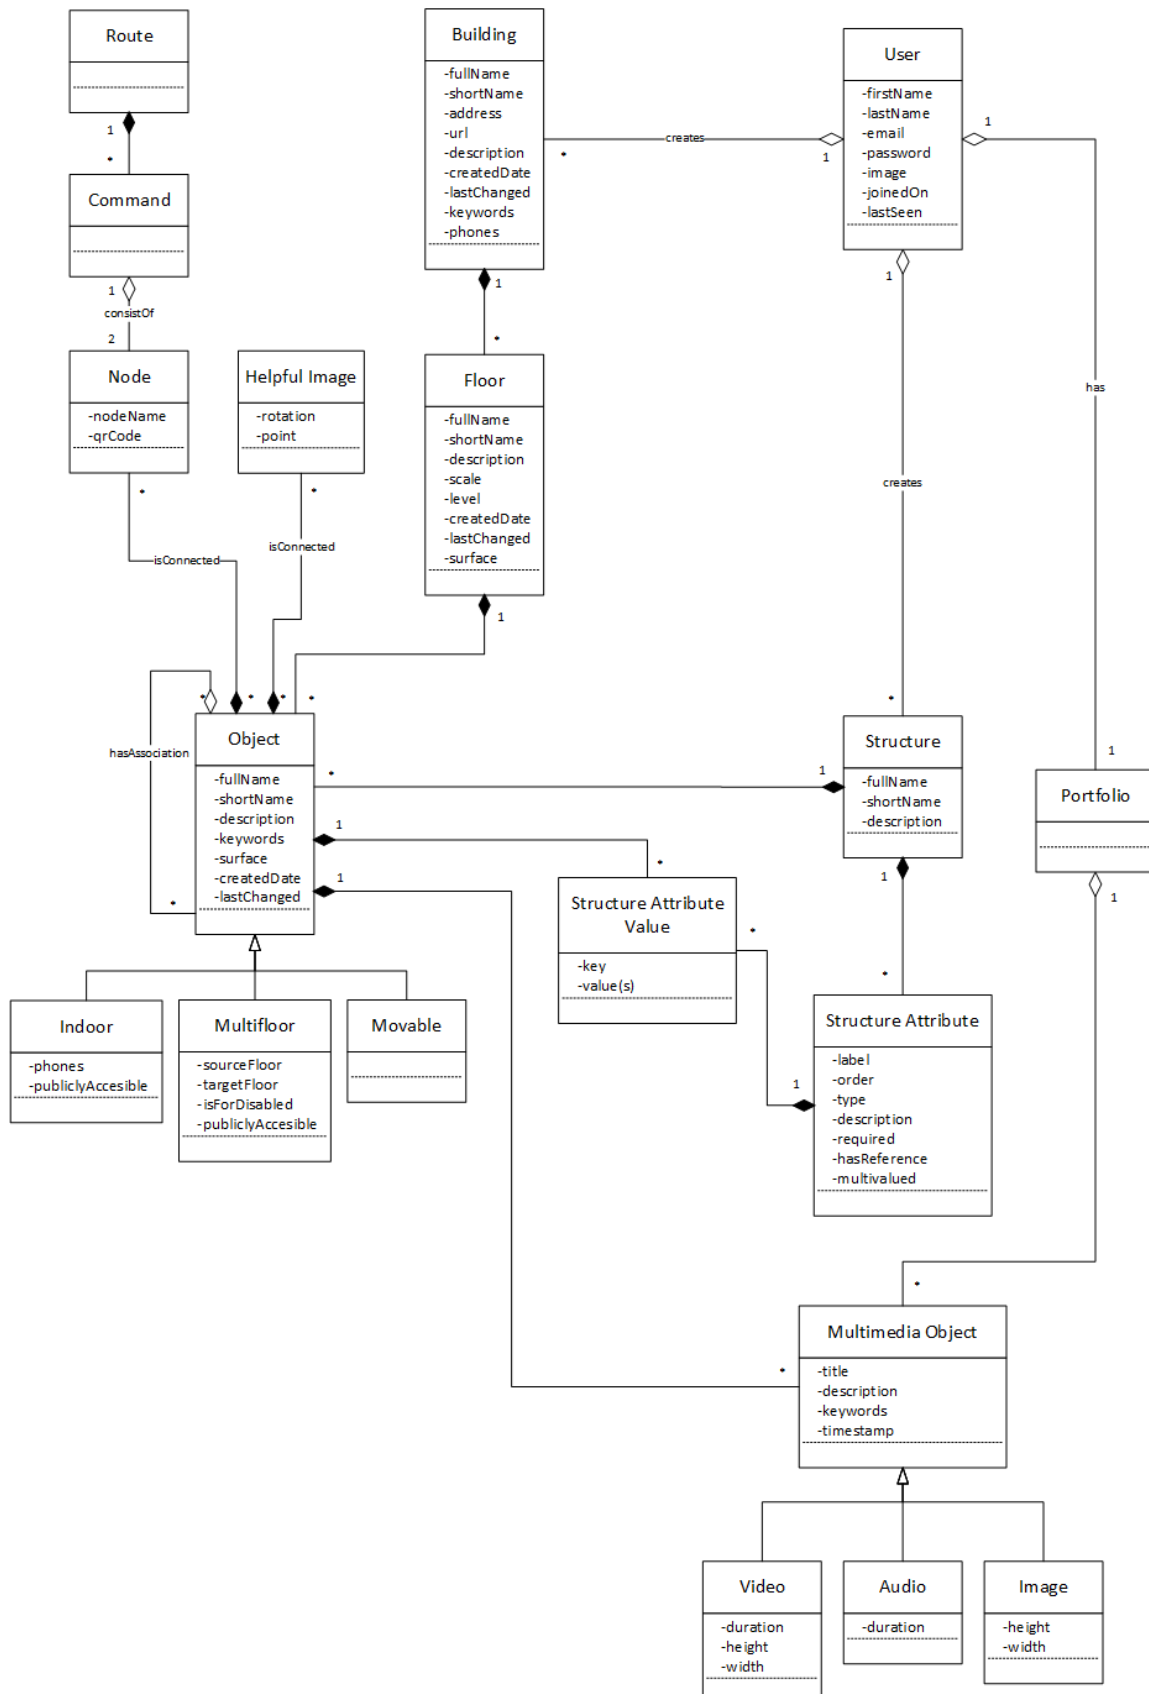 Route
1
*
Command
1
consistOf
2
Node
-nodeName
-qrCode
*
isConnected
*
Helpful Image
-rotation
-point
*
isConnected
*
Building
-fullName
-shortName
-address
-url
-description
-createdDate
-lastChanged
-keywords
-phones
*
creates
1
1
*
Floor
-fullName
-shortName
-description
-scale
-level
-createdDate
-lastChanged
-surface
1
*
User
-firstName
-lastName
-email
-password
-image
-joinedOn
-lastSeen
1
has
1
1
creates
*
*
hasAssociation
*
Object
-fullName
-shortName
-description
-keywords
-surface
-createdDate
-lastChanged
*
1
1
*
1
*
Structure
-fullName
-shortName
-description
1
*
Portfolio
1
*
Structure Attribute
Value
-key
-value(s)
*
1
Structure Attribute
-label
-order
-type
-description
-required
-hasReference
-multivalued
Indoor
-phones
-publiclyAccesible
Multifloor
-sourceFloor
-targetFloor
-isForDisabled
-publiclyAccesible
Movable
Multimedia Object
-title
-description
-keywords
-timestamp
Video
-duration
-height
-width
Audio
-duration
Image
-height
-width